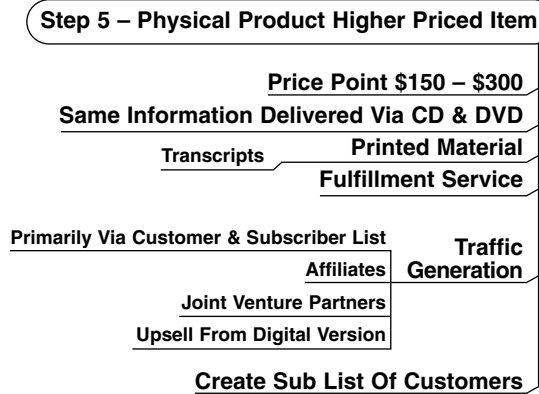 Step 5 – Physical Product Higher Priced Item
Price Point $150 – $300
Same Information Delivered Via CD & DVD
Printed Material
Transcripts
Fulfillment Service
Traffic
Generation
Primarily Via Customer & Subscriber List
Affiliates
Joint Venture Partners
Upsell From Digital Version
Create Sub List Of Customers